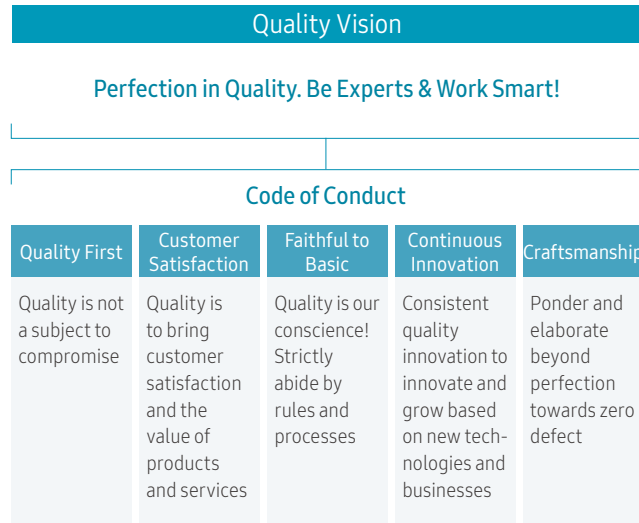 Quality Vision
Perfection in Quality. Be Experts & Work Smart!
Code of Conduct
Quality First
Quality is not
a subject to
compromise
Customer
Satisfaction
Quality is
to bring
customer
satisfaction
and the
value of
products
and services
Faithful to
Basic
Quality is our
conscience!
Strictly
abide by
rules and
processes
Continuous
Innovation
Consistent
quality
innovation to
innovate and
grow based
on new tech-
nologies and
businesses
Craftsmanship
Ponder and
elaborate
beyond
perfection
towards zero
defect